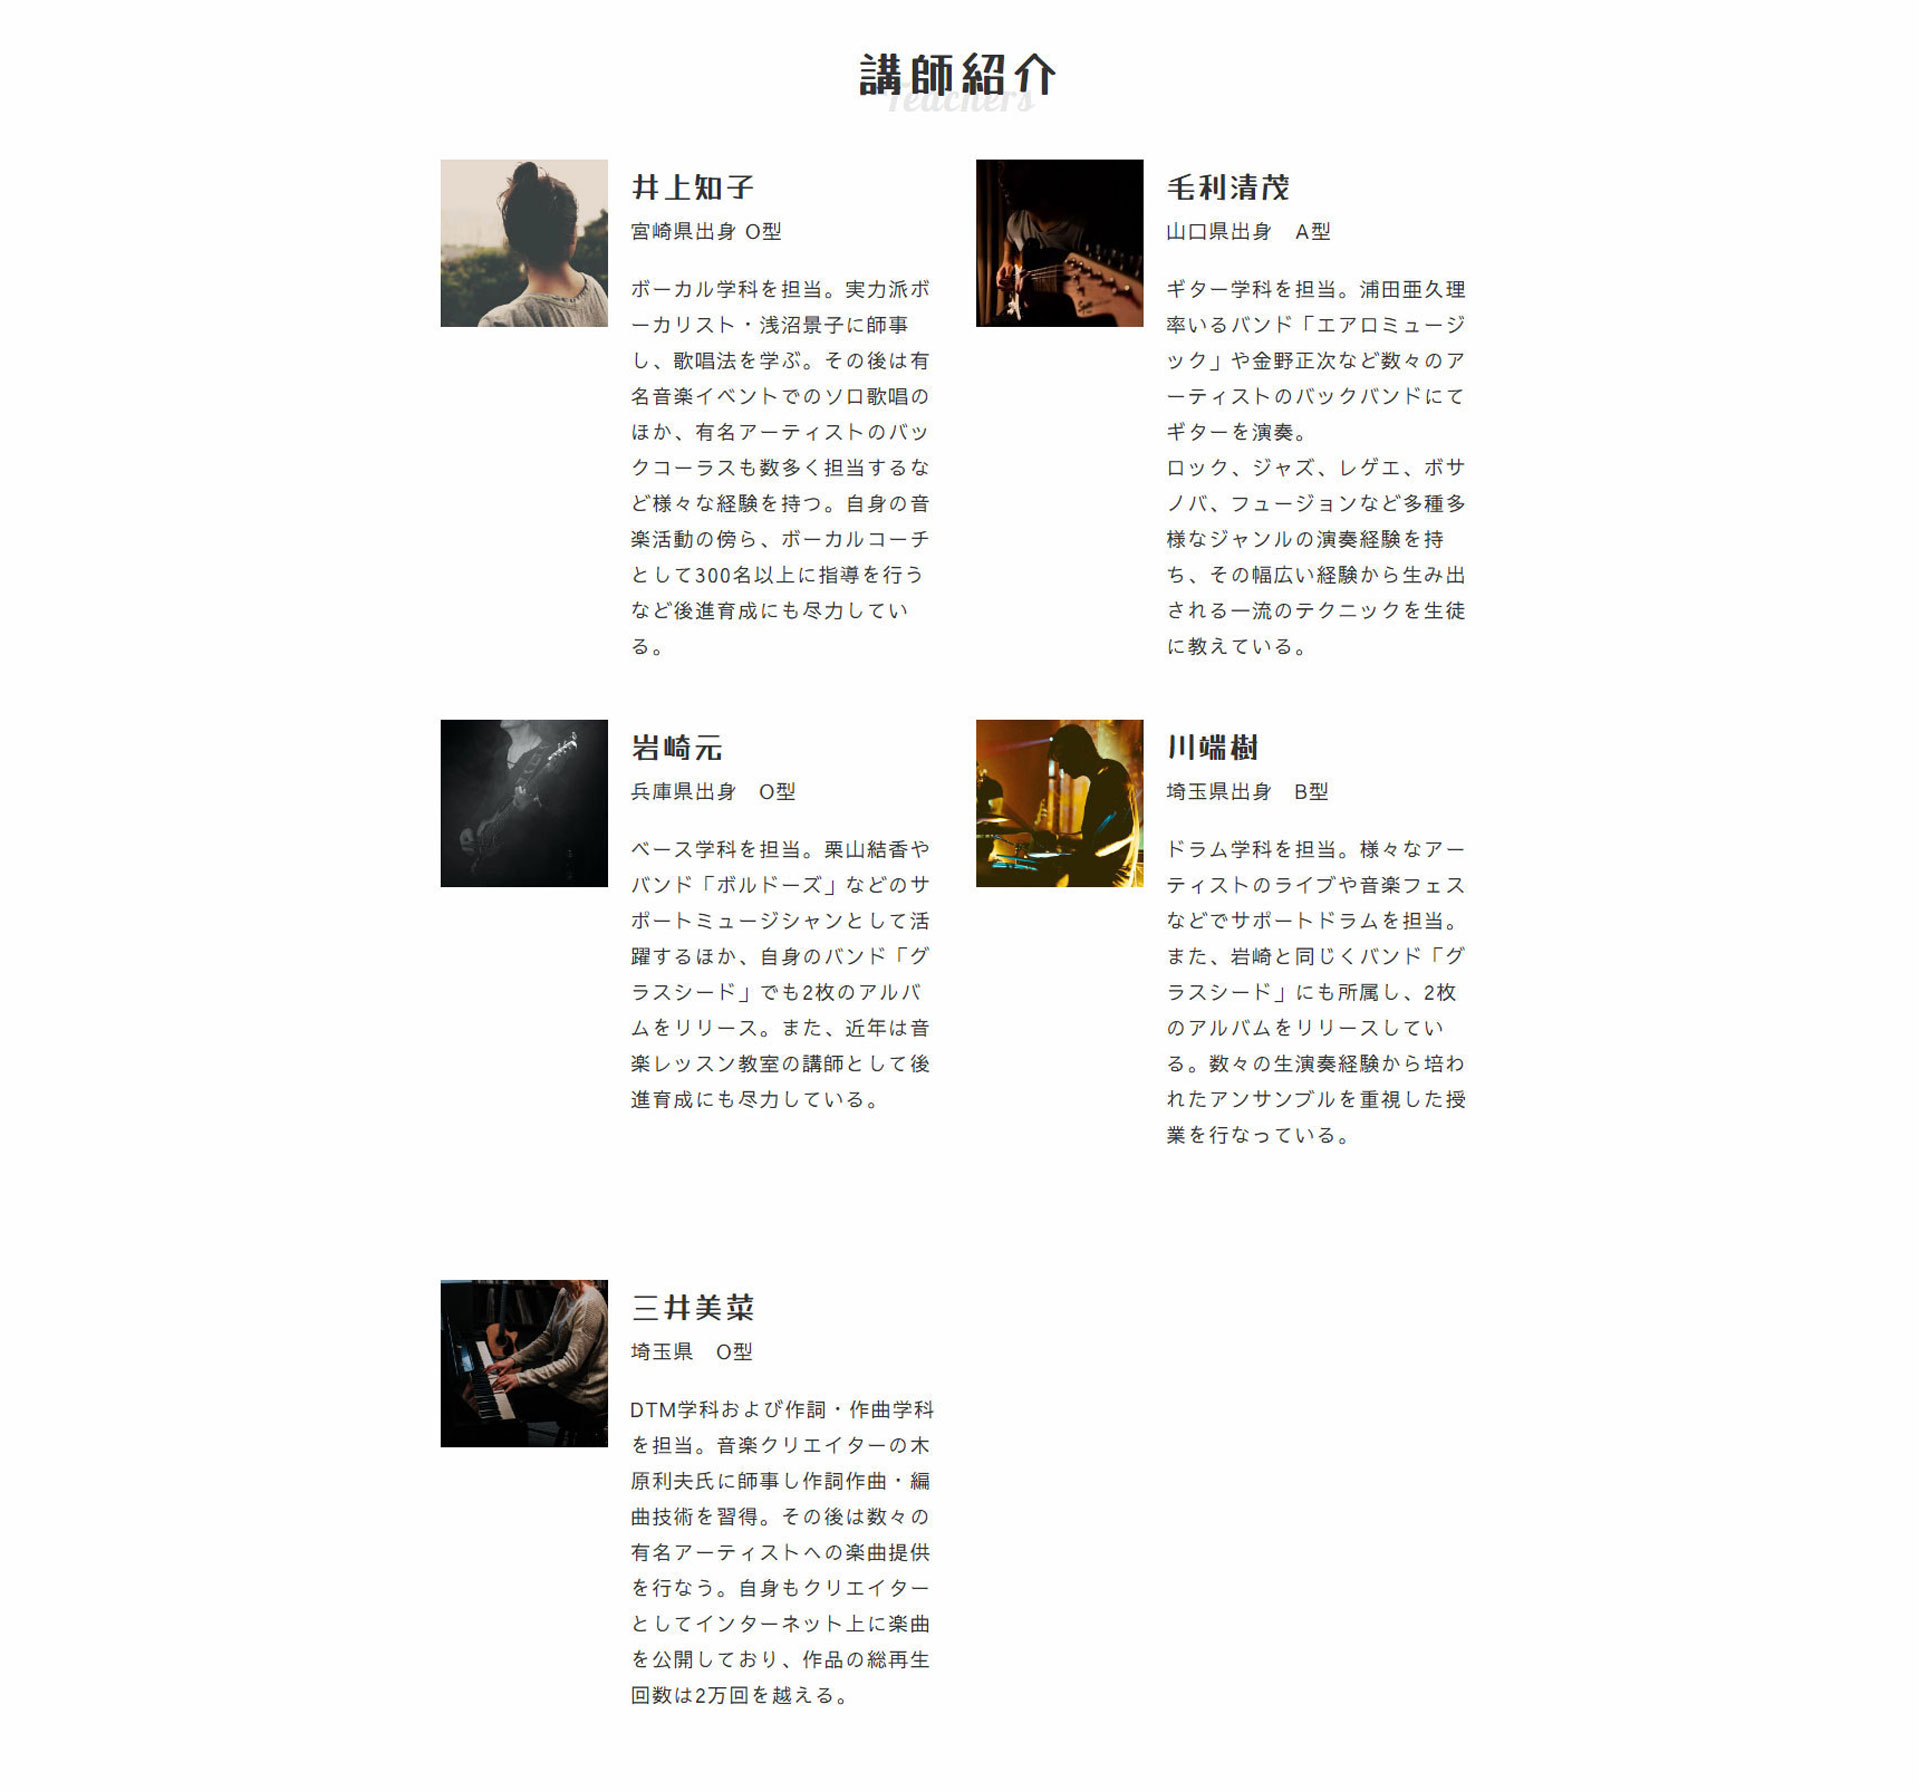 講師紹介
Teachers
井上知子
宮崎県出身 O型
ボーカル学科を担当。実力派ボ
ーカリスト・浅沼景子に師事
し、歌唱法を学ぶ。その後は有
名音楽イベントでのソロ歌唱の
ほか、有名アーティストのバッ
クコーラスも数多く担当するな
ど様々な経験を持つ。自身の音
楽活動の傍ら、ボーカルコーチ
として300名以上に指導を行う
など後進育成にも尽力してい
る。
毛利清茂
山口県出身　A型
ギター学科を担当。浦田亜久理
率いるバンド「エアロミュージ
ック」や金野正次など数々のア
ーティストのバックバンドにて
ギターを演奏。
ロック、ジャズ、レゲエ、ボサ
ノバ、フュージョンなど多種多
様なジャンルの演奏経験を持
ち、その幅広い経験から生み出
される一流のテクニックを生徒
に教えている。
岩崎元
兵庫県出身　O型
ベース学科を担当。栗山結香や
バンド「ボルドーズ」などのサ
ポートミュージシャンとして活
躍するほか、自身のバンド「グ
ラスシード」でも2枚のアルバ
ムをリリース。また、近年は音
楽レッスン教室の講師として後
進育成にも尽力している。
川端樹
埼玉県出身　B型
ドラム学科を担当。様々なアー
ティストのライブや音楽フェス
などでサポートドラムを担当。
また、岩崎と同じくバンド「グ
ラスシード」にも所属し、2枚
のアルバムをリリースしてい
る。数々の生演奏経験から培わ
れたアンサンブルを重視した授
業を行なっている。
三井美菜
埼玉県　O型
DTM学科および作詞・作曲学科
を担当。音楽クリエイターの木
原利夫氏に師事し作詞作曲・編
曲技術を習得。その後は数々の
有名アーティストへの楽曲提供
を行なう。自身もクリエイター
としてインターネット上に楽曲
を公開しており、作品の総再生
回数は2万回を越える。